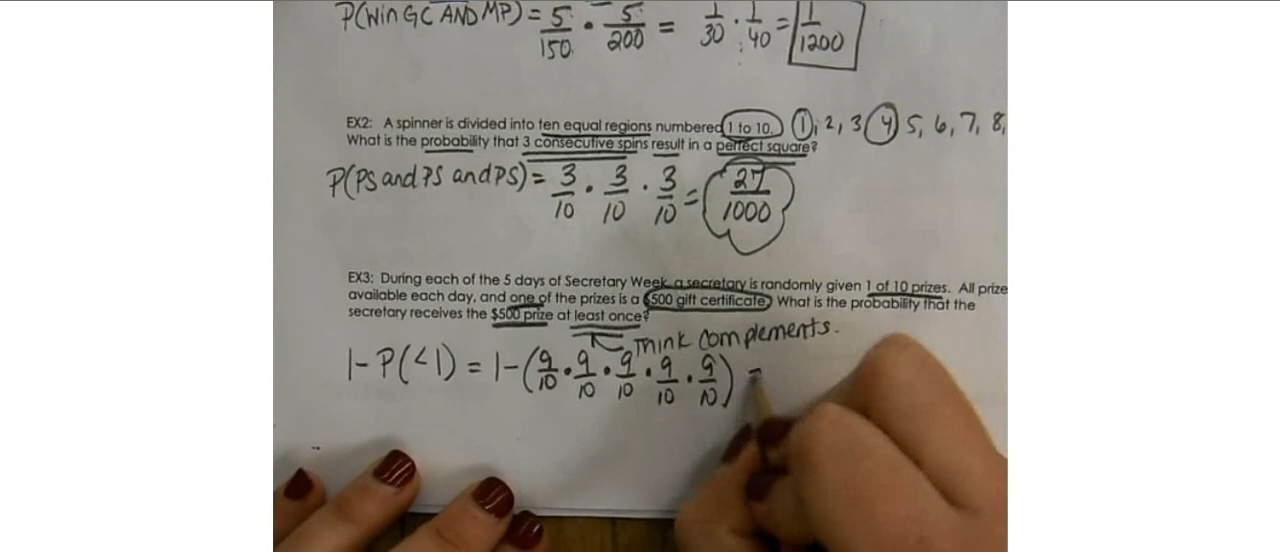 P(Win GC AND MP) = 5/150 · 5/200 = 1/30 · 1/40 = 1/1200
EX2: A spinner is divided into ten equal regions numbered 1 to 10. 1, 2, 3 4, 5, 6, 7, 8,
What is the probability that 3 consecutive spins result in a perfect square?
P(PS and PS and PS) = 3/10 · 3/10 · 3/10 = 27/1000
EX3: During each of the 5 days of Secretary Week, a secretary is randomly given 1 of 10 prizes. All prize
available each day, and one of the prizes is a $500 gift certificate. What is the probability that the
secretary receives the $500 prize at least once?
Think complements.
1 - P(<1) = 1 - (9/10 · 9/10 · 9/10 · 9/10 · 9/10) =